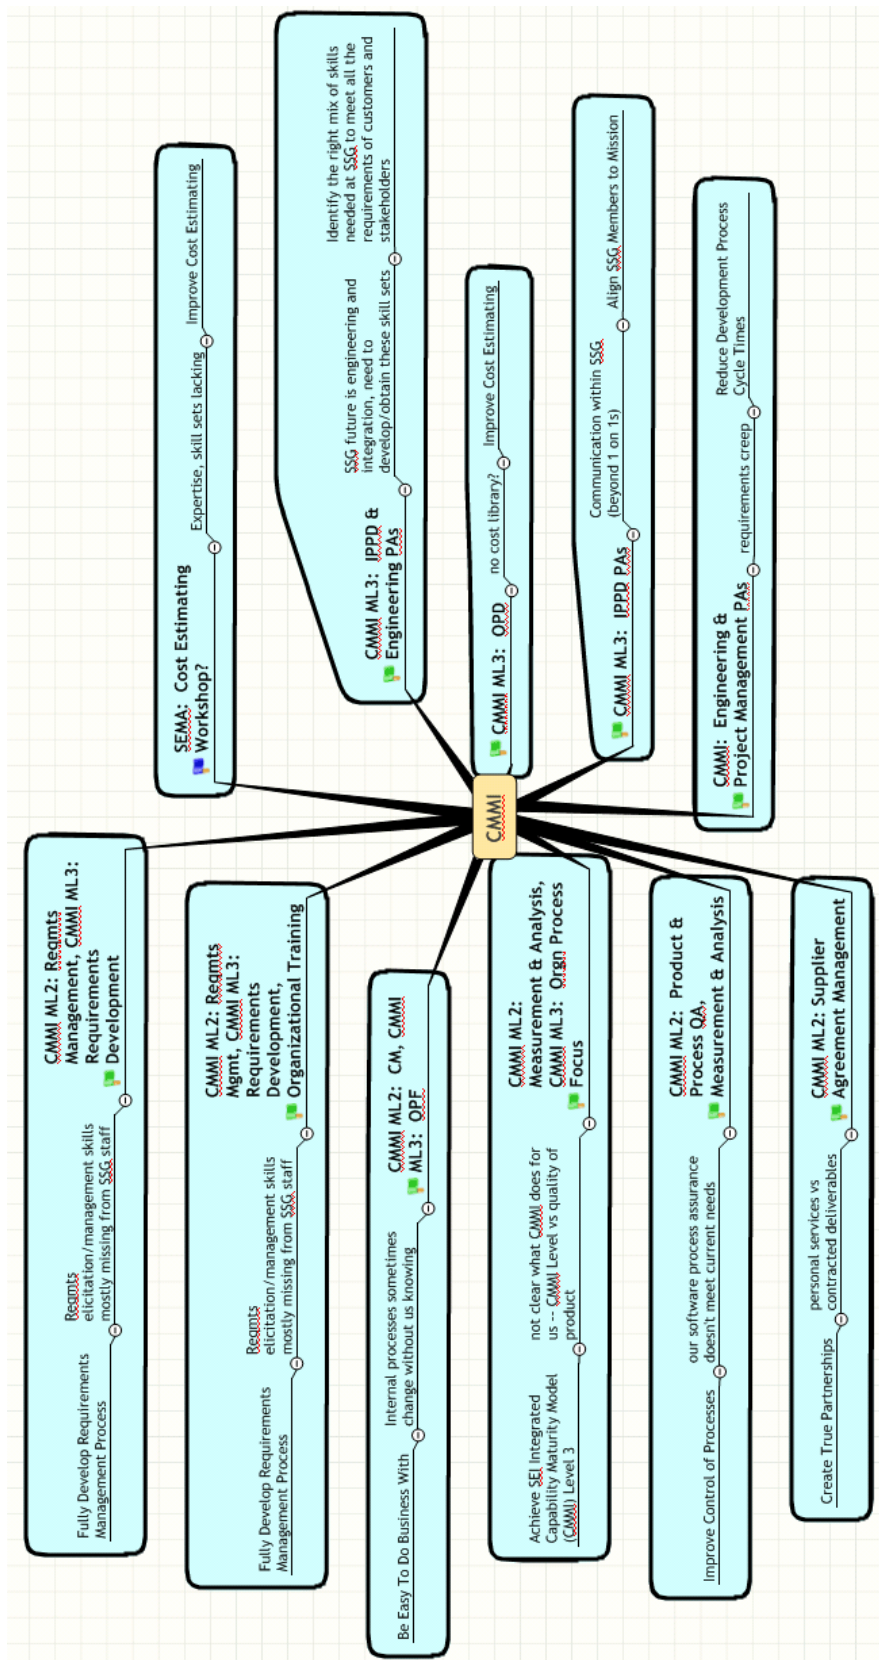 CMMI
SEMA:  Cost Estimating
Workshop?
Expertise, skill sets lacking
Improve Cost Estimating
CMMI ML3:  IPPD &
Engineering PAs
SSG future is engineering and
integration, need to
develop/obtain these skill sets
Identify the right mix of skills
needed at SSG to meet all the
requirements of customers and
stakeholders
CMMI ML3:  OPD
no cost library?
Improve Cost Estimating
CMMI ML3:  IPPD PAs
Communication within SSG
(beyond 1 on 1s)
Align SSG Members to Mission
CMMI:  Engineering &
Project Management PAs
requirements creep
Reduce Development Process
Cycle Times
CMMI ML2: Reqmts
Management, CMMI ML3:
Requirements
Development
Reqmts
elicitation/management skills
mostly missing from SSG staff
Fully Develop Requirements
Management Process
CMMI ML2: Reqmts
Mgmt, CMMI ML3:
Requirements
Development,
Organizational Training
Reqmts
elicitation/management skills
mostly missing from SSG staff
Fully Develop Requirements
Management Process
CMMI ML2:  CM, CMMI
ML3:  OPF
Internal processes sometimes
change without us knowing
Be Easy To Do Business With
CMMI ML2:
Measurement & Analysis,
CMMI ML3:  Orgn Process
Focus
not clear what CMMI does for
us -- CMMI Level vs quality of
product
Achieve SEI Integrated
Capability Maturity Model
(CMMI) Level 3
CMMI ML2:  Product &
Process QA,
Measurement & Analysis
our software process assurance
doesn't meet current needs
Improve Control of Processes
CMMI ML2: Supplier
Agreement Management
personal services vs
contracted deliverables
Create True Partnerships